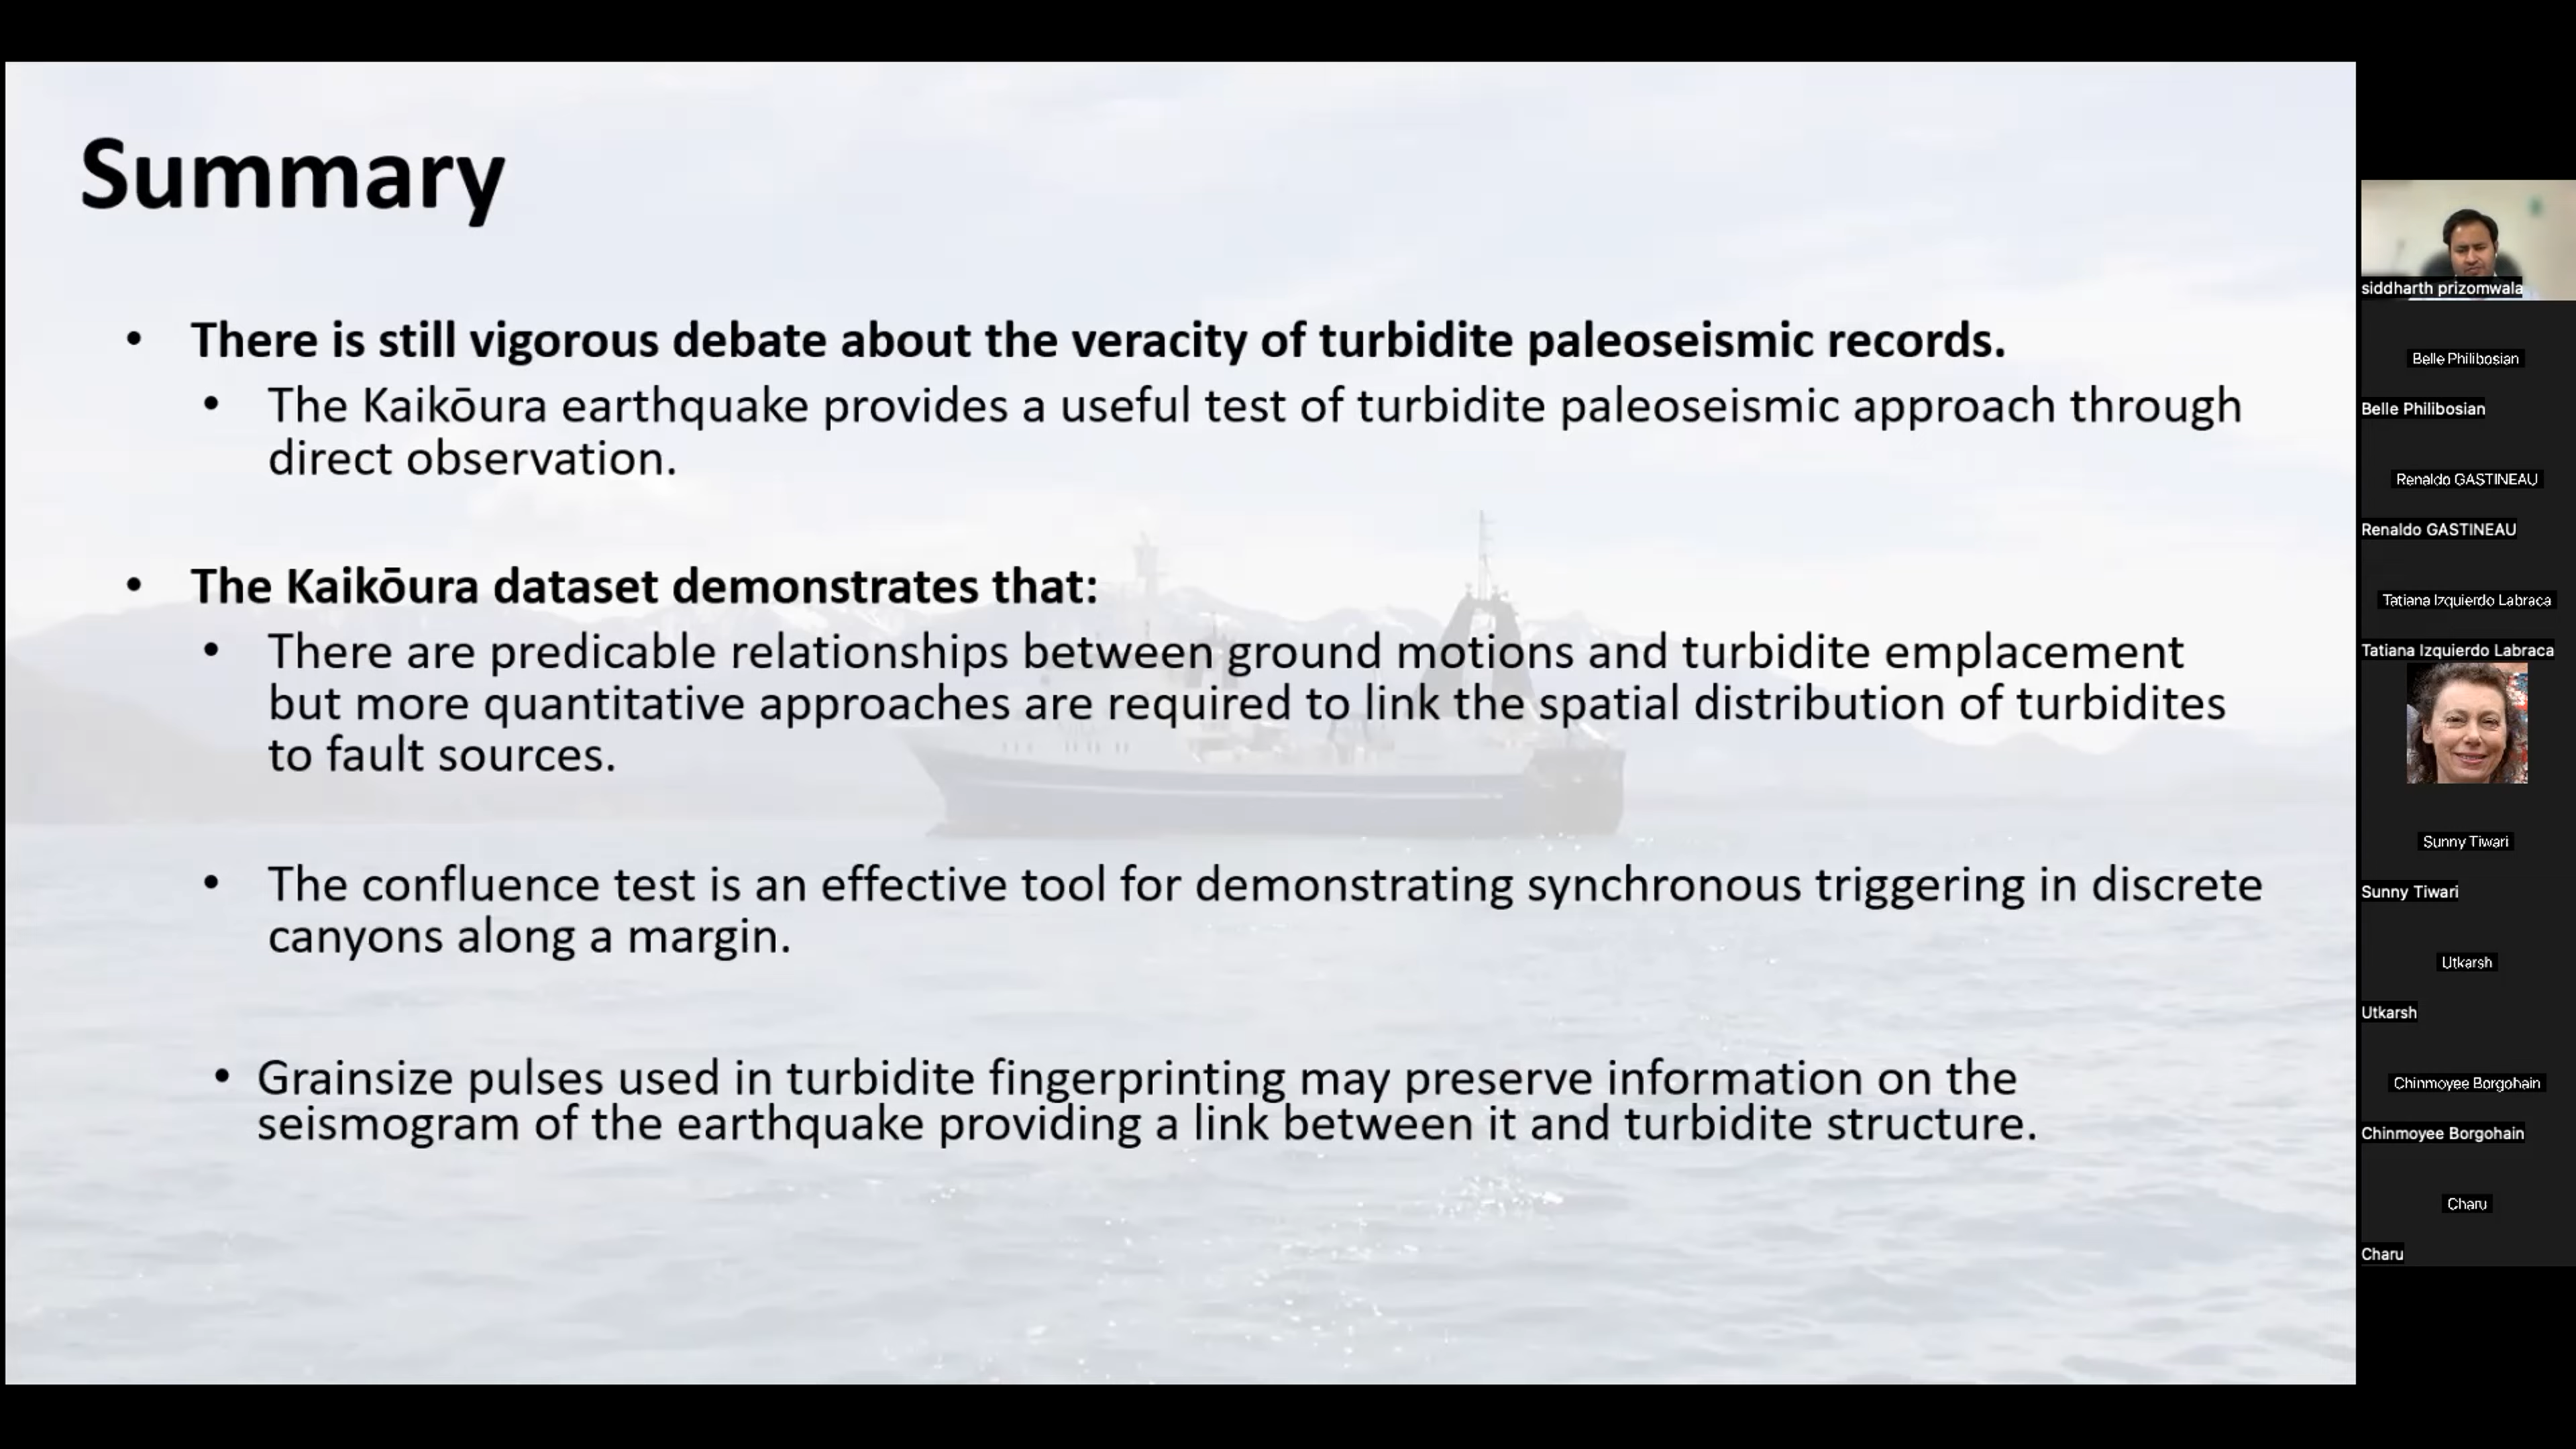 Summary
• There is still vigorous debate about the veracity of turbidite paleoseismic records.
• The Kaikōura earthquake provides a useful test of turbidite paleoseismic approach through
direct observation.
• The Kaikōura dataset demonstrates that:
• There are predicable relationships between ground motions and turbidite emplacement
but more quantitative approaches are required to link the spatial distribution of turbidites
to fault sources.
• The confluence test is an effective tool for demonstrating synchronous triggering in discrete
canyons along a margin.
• Grainsize pulses used in turbidite fingerprinting may preserve information on the
seismogram of the earthquake providing a link between it and turbidite structure.
siddharth prizomwala
Belle Philibosian
Belle Philibosian
Renaldo GASTINEAU
Renaldo GASTINEAU
Tatiana Izquierdo Labraca
Tatiana Izquierdo Labraca
Sunny Tiwari
Sunny Tiwari
Utkarsh
Utkarsh
Chinmoyee Borgohain
Chinmoyee Borgohain
Charu
Charu